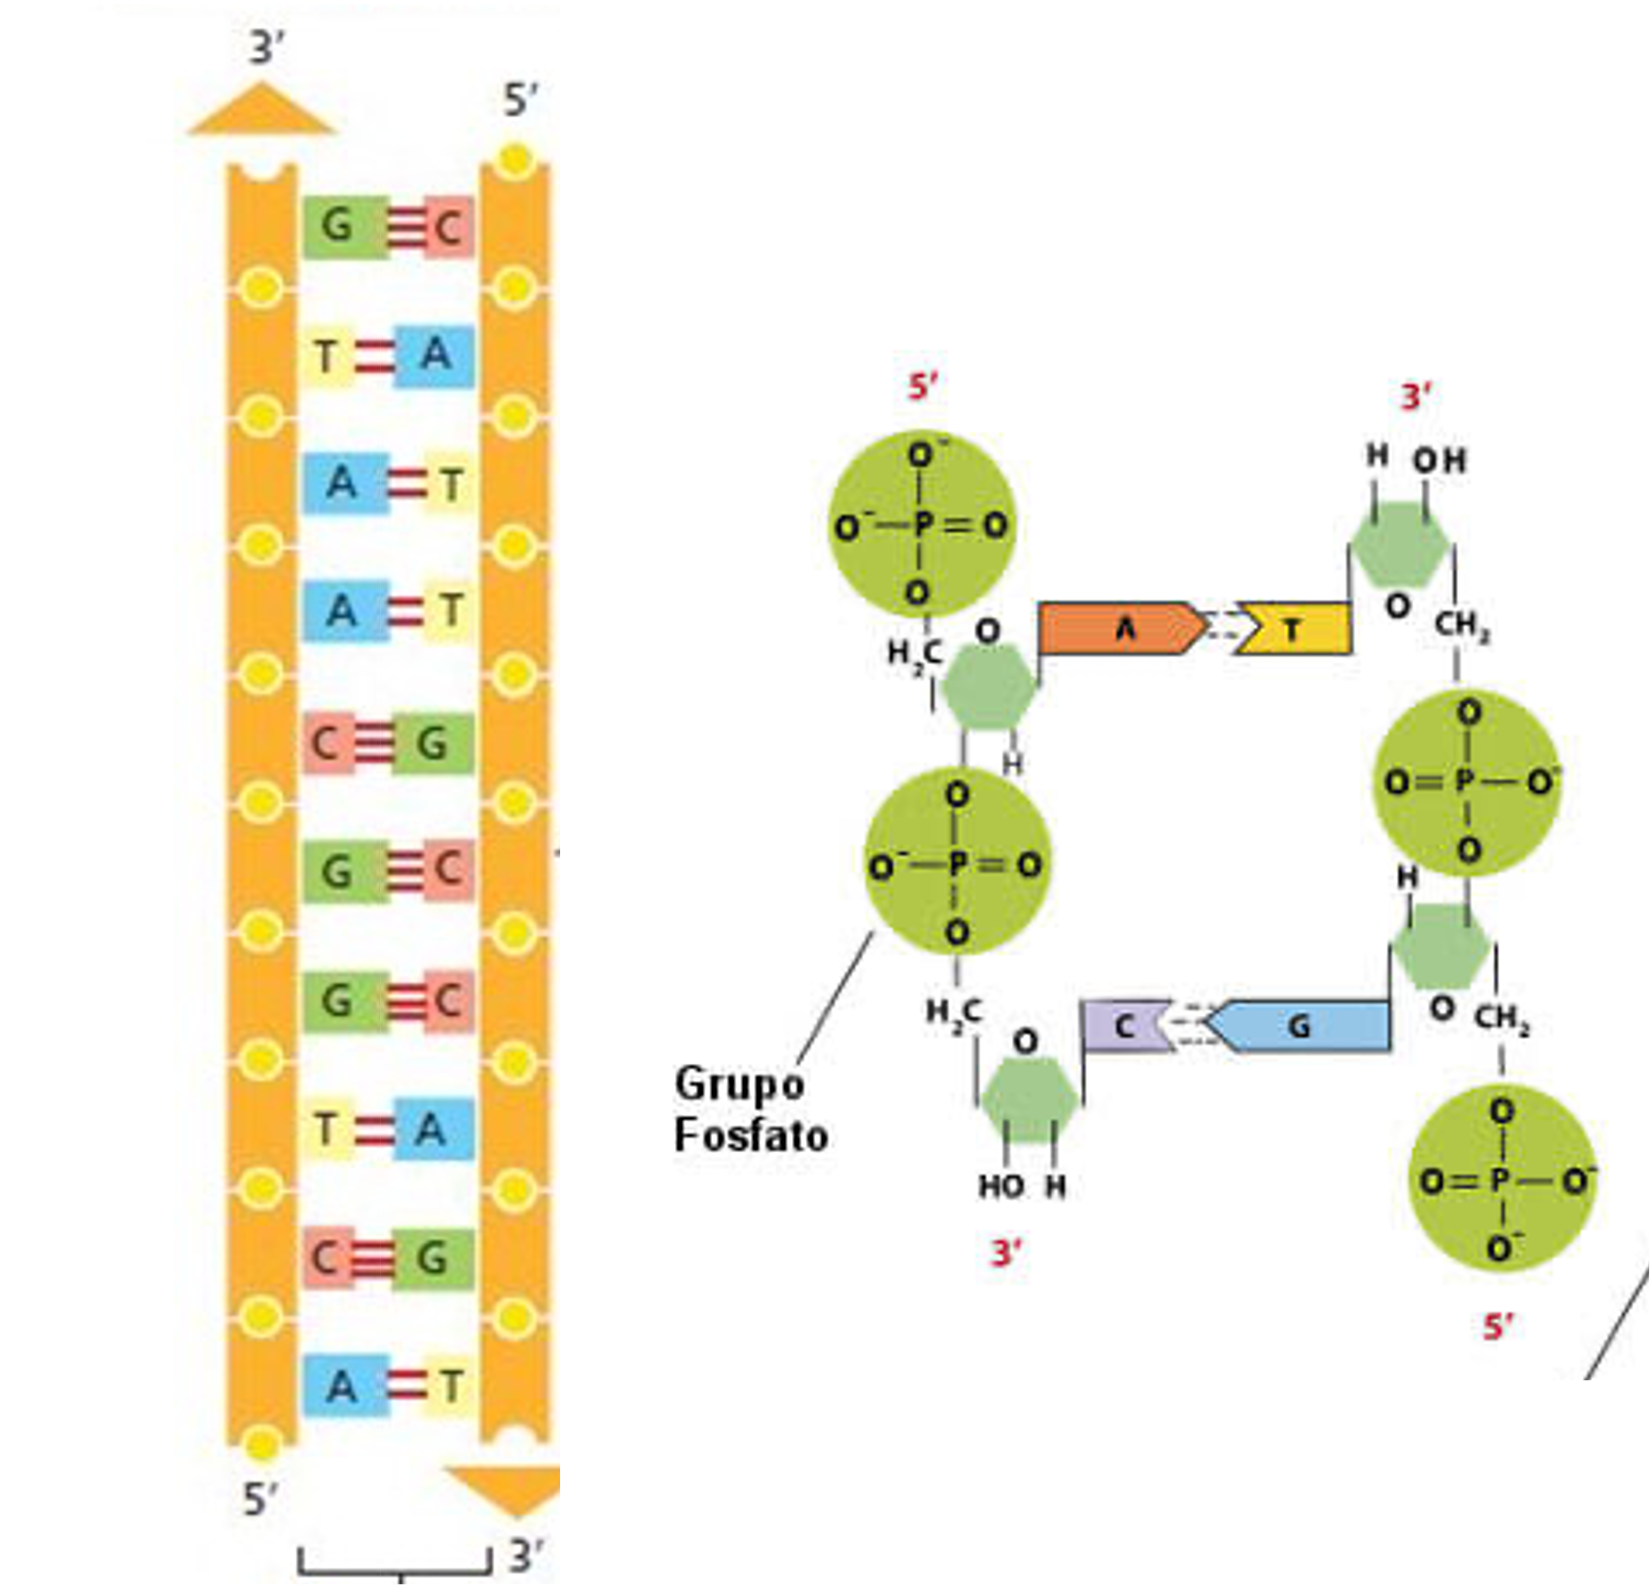 3′
5′
G C
T A
A T
A T
C G
G C
G C
T A
C G
A T
5′
3′
5′
O⁻
O⁻ P O
O
H₂C O
H
A T
3′
H OH
O
CH₂
O
O P O⁻
O
H
O
O⁻ P O
O
H₂C
O
C G
O CH₂
Grupo
Fosfato
HO H
3′
O
O P O⁻
O⁻
5′